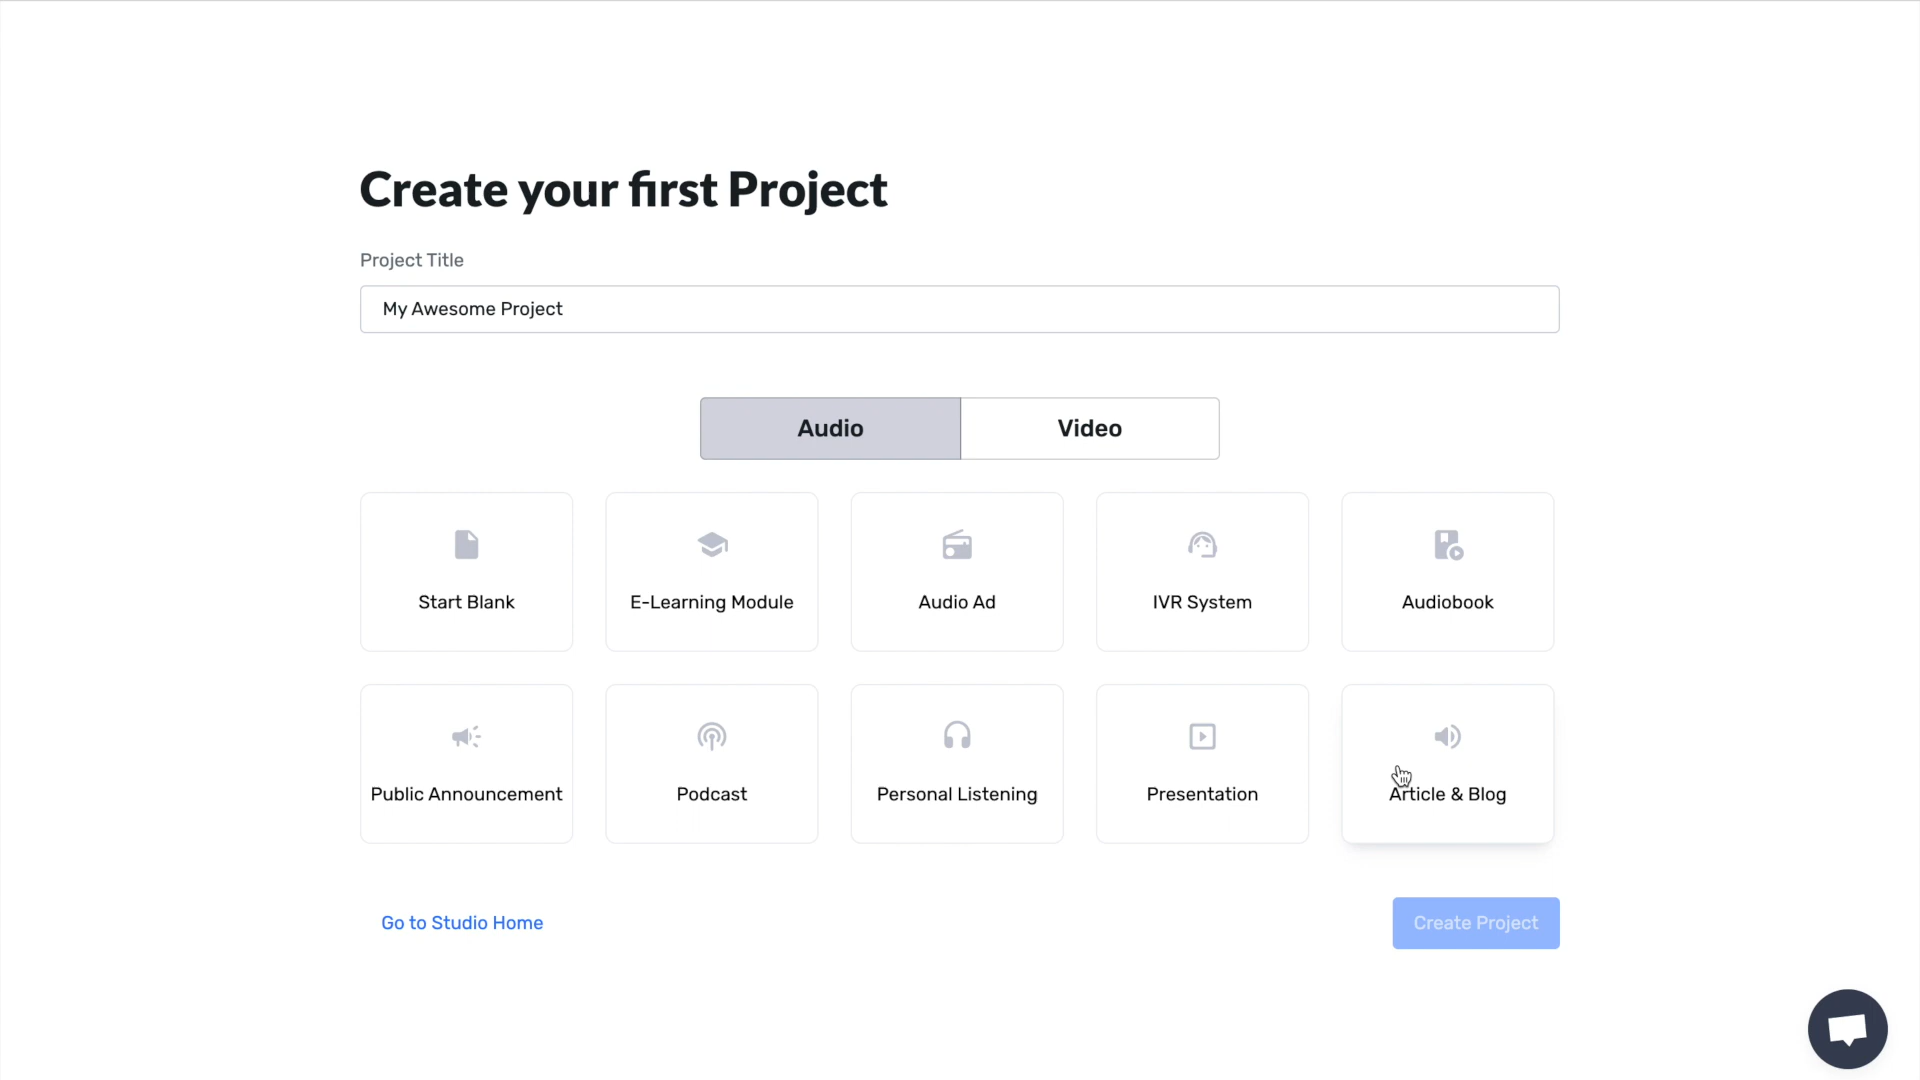 Create your first Project
Project Title
My Awesome Project
Audio
Video
Start Blank
E-Learning Module
Audio Ad
IVR System
Audiobook
Public Announcement
Podcast
Personal Listening
Presentation
Article & Blog
Go to Studio Home
Create Project